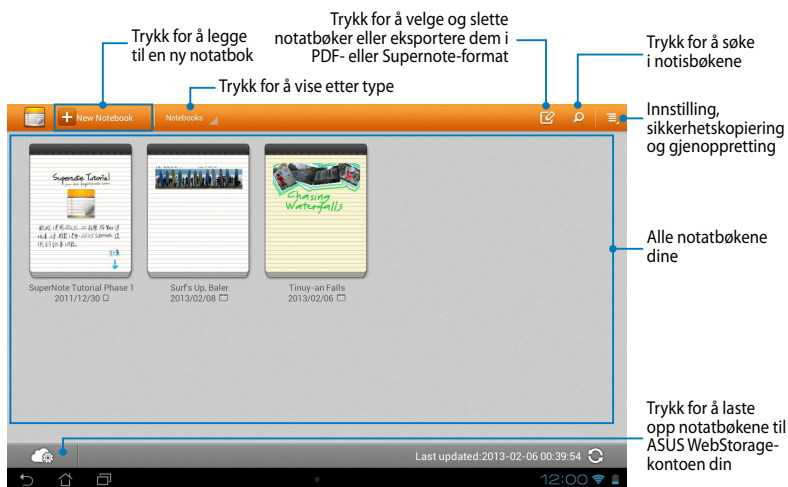 Trykk for å legge
til en ny notatbok
Trykk for å velge og slette
notatbøker eller eksportere dem i
PDF- eller Supernote-format
Trykk for å søke
i notisbøkene
Trykk for å vise etter type
Innstilling,
sikkerhetskopiering
og gjenoppretting
New Notebook
Notebooks
Supernote Tutorial
Chasing
Waterfalls
Alle notatbøkene
dine
SuperNote Tutorial Phase 1
2011/12/30
Surf's Up, Baler
2013/02/08
Tinuy-an Falls
2013/02/06
Trykk for å laste
opp notatbøkene til
ASUS WebStorage-
kontoen din
Last updated:2013-02-06 00:39:54
12:00